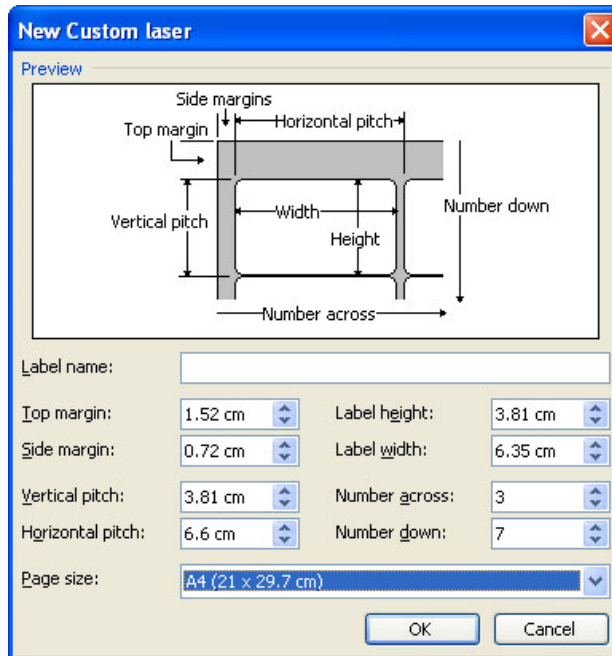 New Custom laser
Preview
Side margins
Horizontal pitch
Top margin
Vertical pitch
Width
Height
Number down
Number across
Label name:
Top margin: 1.52 cm Label height: 3.81 cm
Side margin: 0.72 cm Label width: 6.35 cm
Vertical pitch: 3.81 cm Number across: 3
Horizontal pitch: 6.6 cm Number down: 7
Page size: A4 (21 x 29.7 cm)
OK Cancel